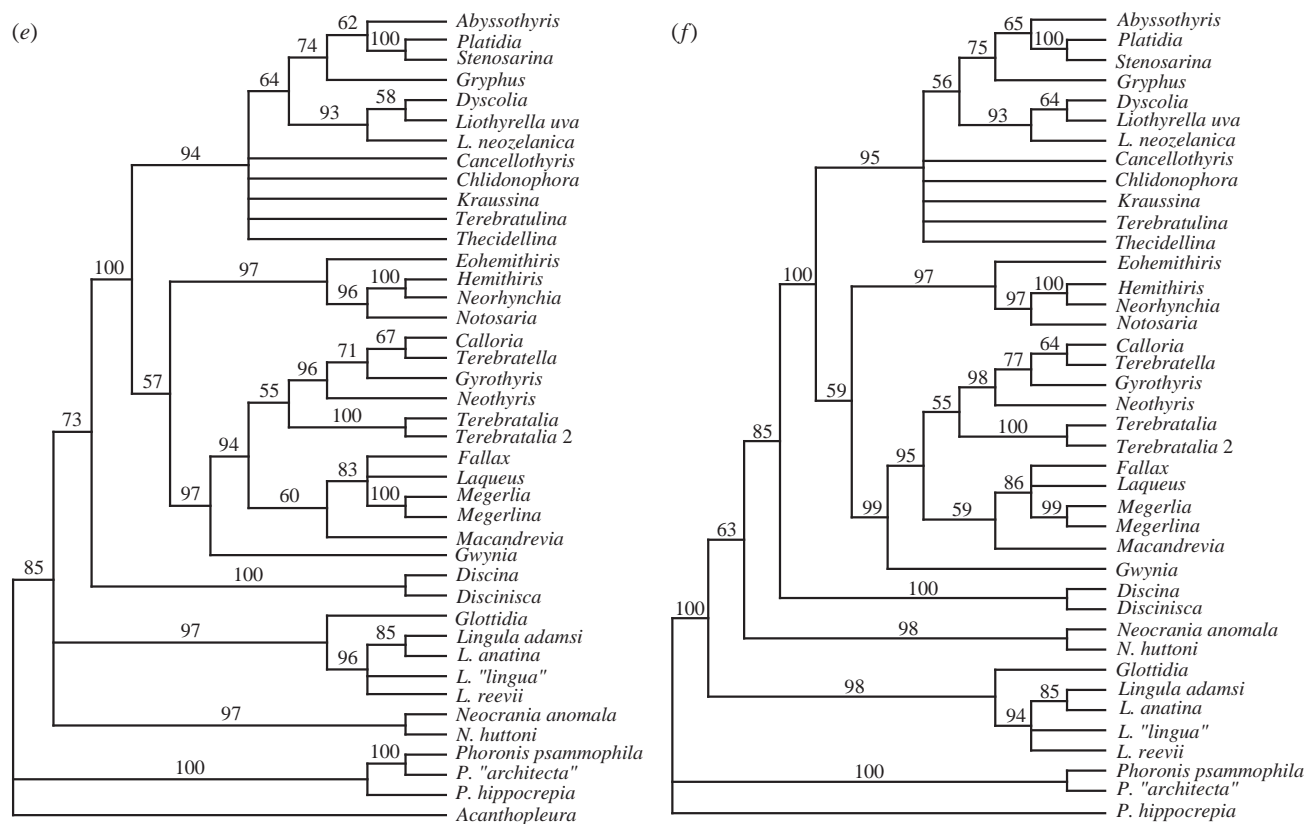 (e)
62
Abyssothyris
100
Platidia
74
Stenosarina
64
Gryphus
58
Dyscolia
93
Liothyrella uva
L. neozelanica
94
Cancellothyris
Chlidonophora
Kraussina
Terebratulina
Thecidellina
100
97
Eohemithiris
100
Hemithiris
96
Neorhynchia
Notosaria
67
Calloria
71
Terebratella
96
Gyrothyris
57
55
Neothyris
100
Terebratalia
Terebratalia 2
73
94
83
Fallax
Laqueus
97
60
100
Megerlia
Megerlina
Macandrevia
Gwynia
85
100
Discina
Discinisca
97
Glottidia
85
Lingula adamsi
96
L. anatina
L. "lingua"
L. reevii
97
Neocrania anomala
N. huttoni
100
Phoronis psammophila
100
P. "architecta"
P. hippocrepia
Acanthopleura
(f)
65
Abyssothyris
100
Platidia
75
Stenosarina
56
Gryphus
64
Dyscolia
93
Liothyrella uva
L. neozelanica
95
Cancellothyris
Chlidonophora
Kraussina
Terebratulina
Thecidellina
100
97
Eohemithiris
100
Hemithiris
97
Neorhynchia
Notosaria
64
Calloria
77
Terebratella
98
Gyrothyris
59
55
Neothyris
100
Terebratalia
Terebratalia 2
85
95
86
Fallax
Laqueus
99
59
99
Megerlia
Megerlina
Macandrevia
63
Gwynia
100
Discina
Discinisca
100
98
Neocrania anomala
N. huttoni
98
Glottidia
85
Lingula adamsi
94
L. anatina
L. "lingua"
L. reevii
100
Phoronis psammophila
P. "architecta"
P. hippocrepia